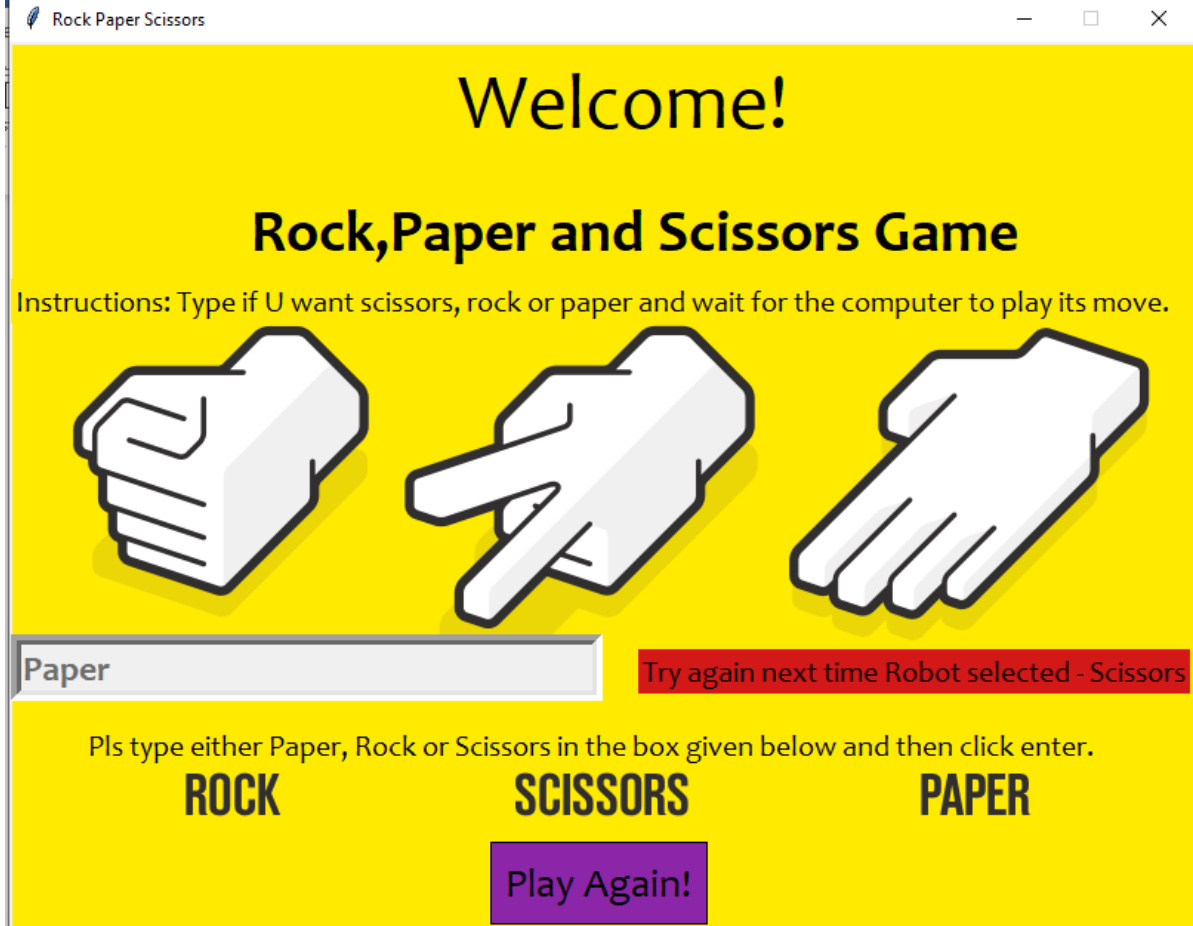 Rock Paper Scissors
Welcome!
Rock,Paper and Scissors Game
Instructions: Type if U want scissors, rock or paper and wait for the computer to play its move.
Paper
Try again next time Robot selected - Scissors
Pls type either Paper, Rock or Scissors in the box given below and then click enter.
ROCK SCISSORS PAPER
Play Again!